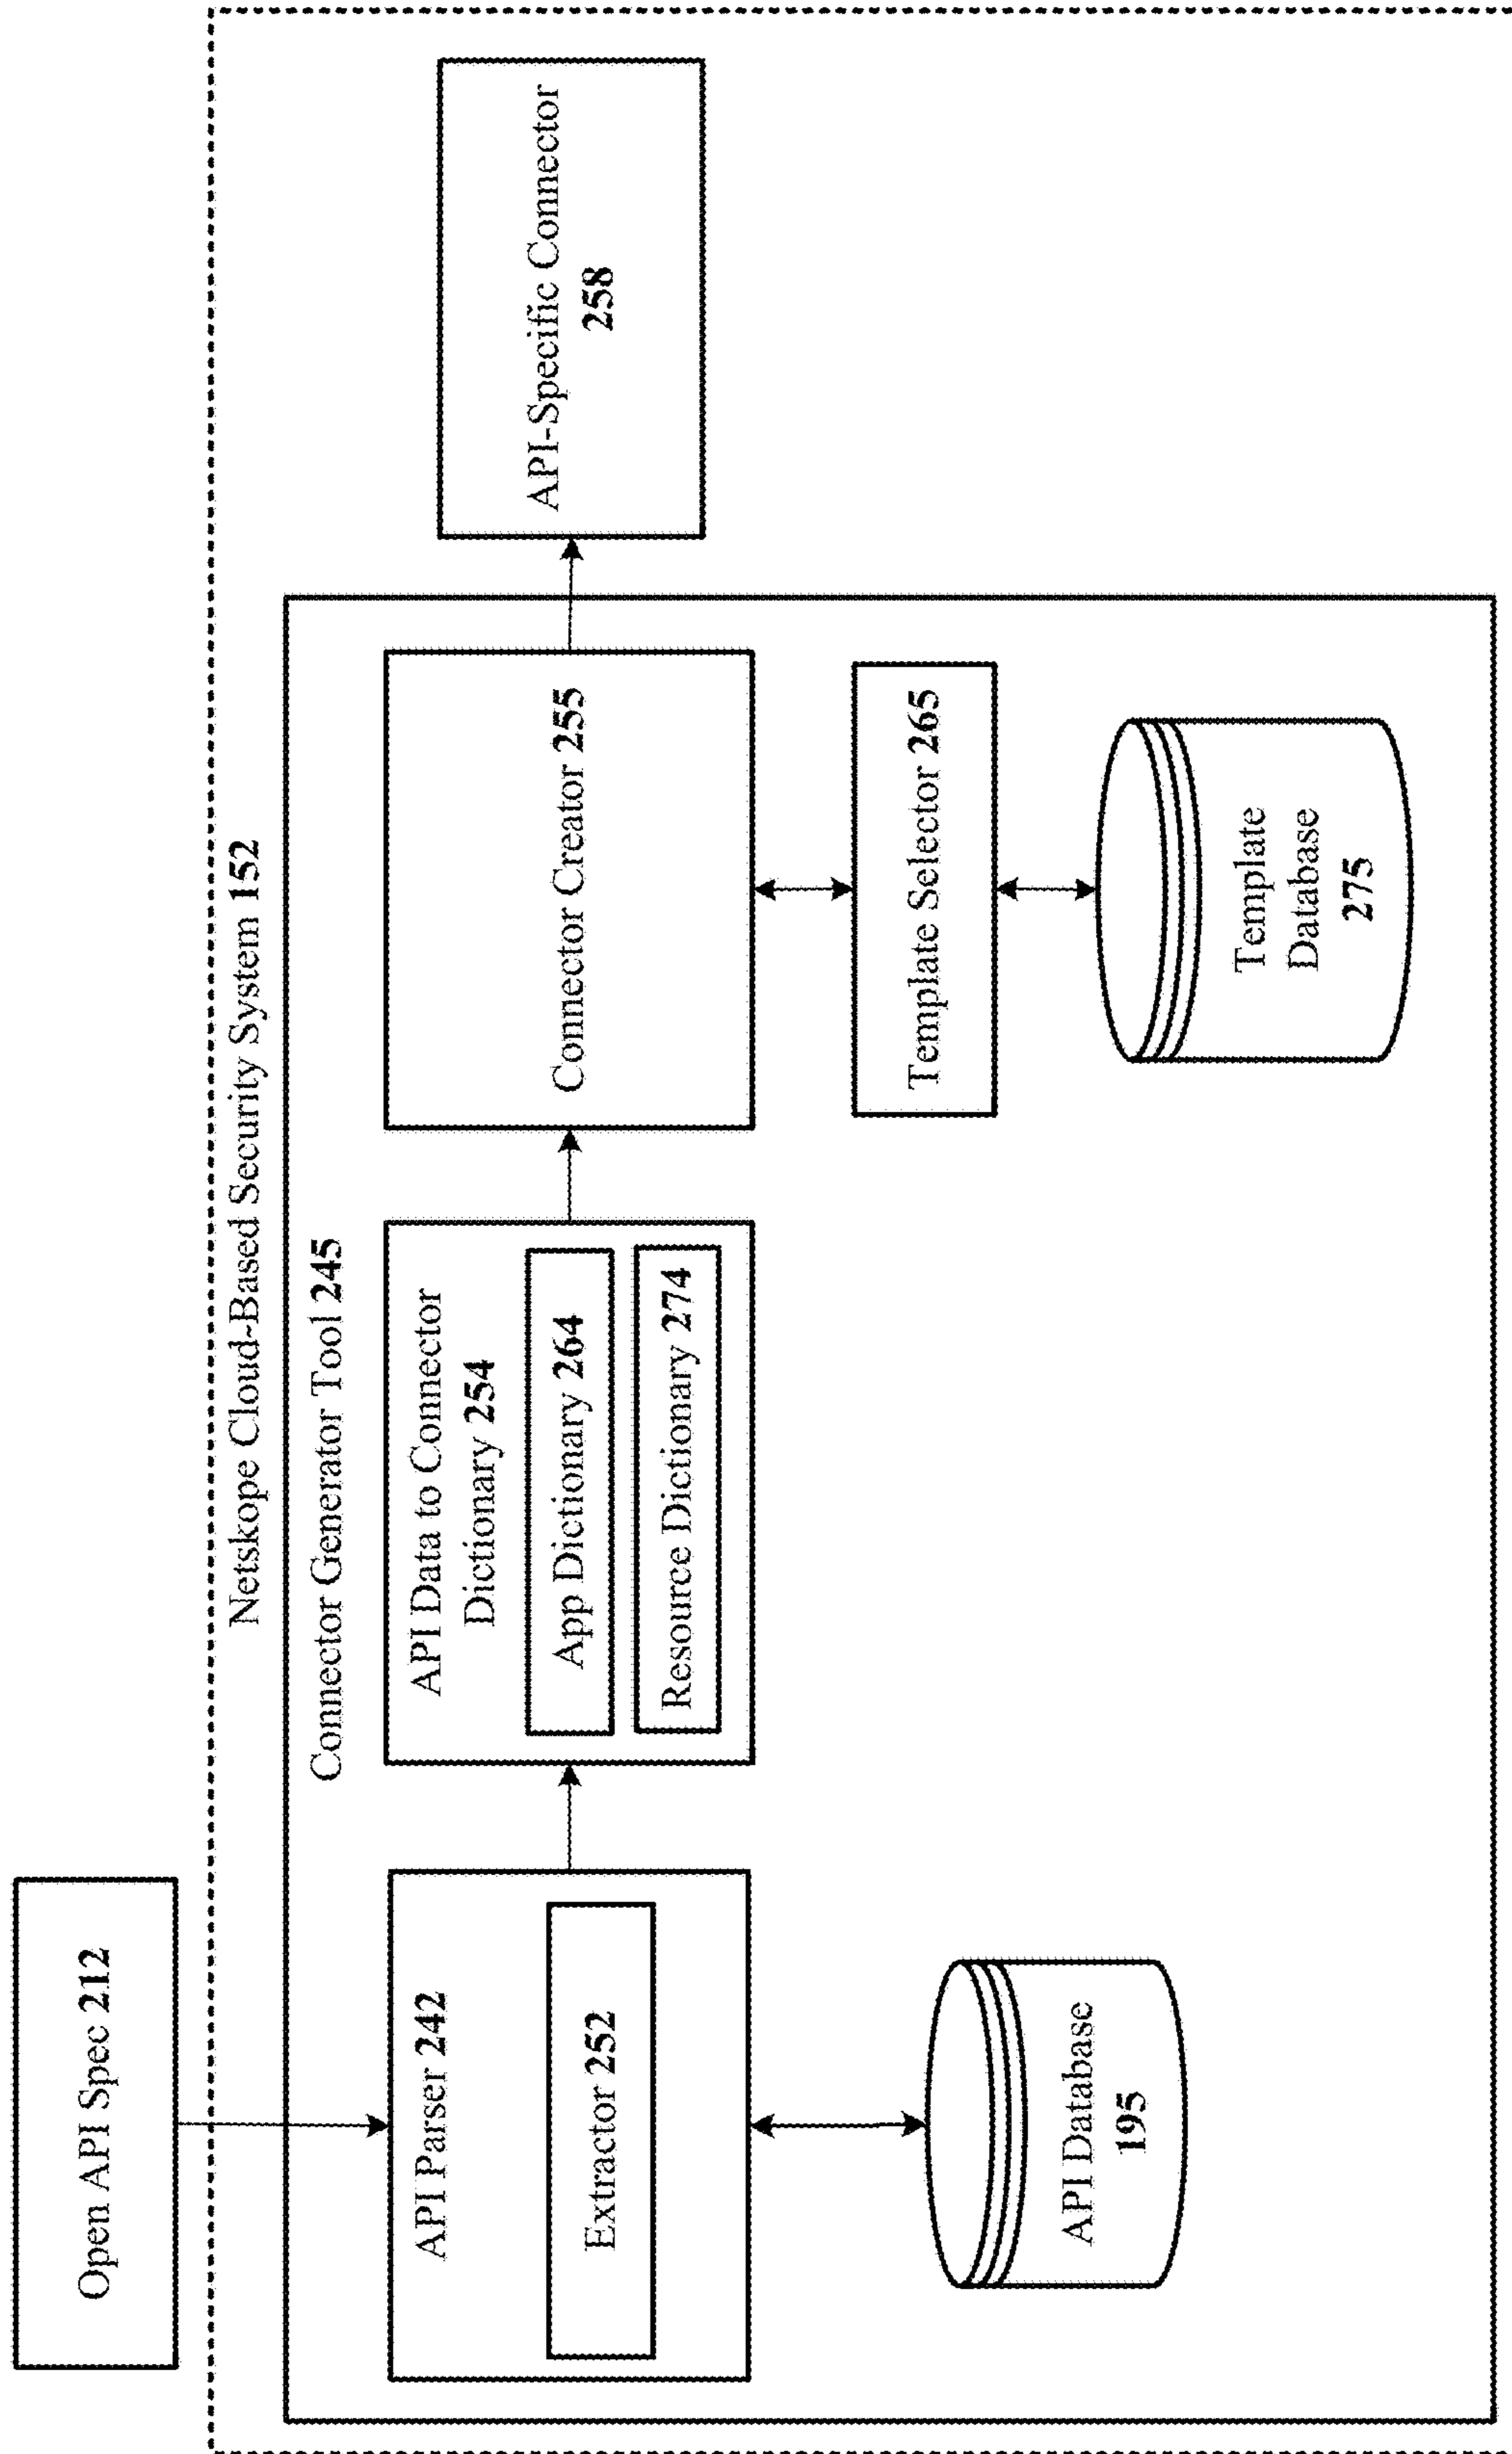 Open API Spec 212
Netskope Cloud-Based Security System 152
Connector Generator Tool 245
API Parser 242
Extractor 252
API Database
195
API Data to Connector
Dictionary 254
App Dictionary 264
Resource Dictionary 274
Connector Creator 255
Template Selector 265
Template
Database
275
API-Specific Connector
258